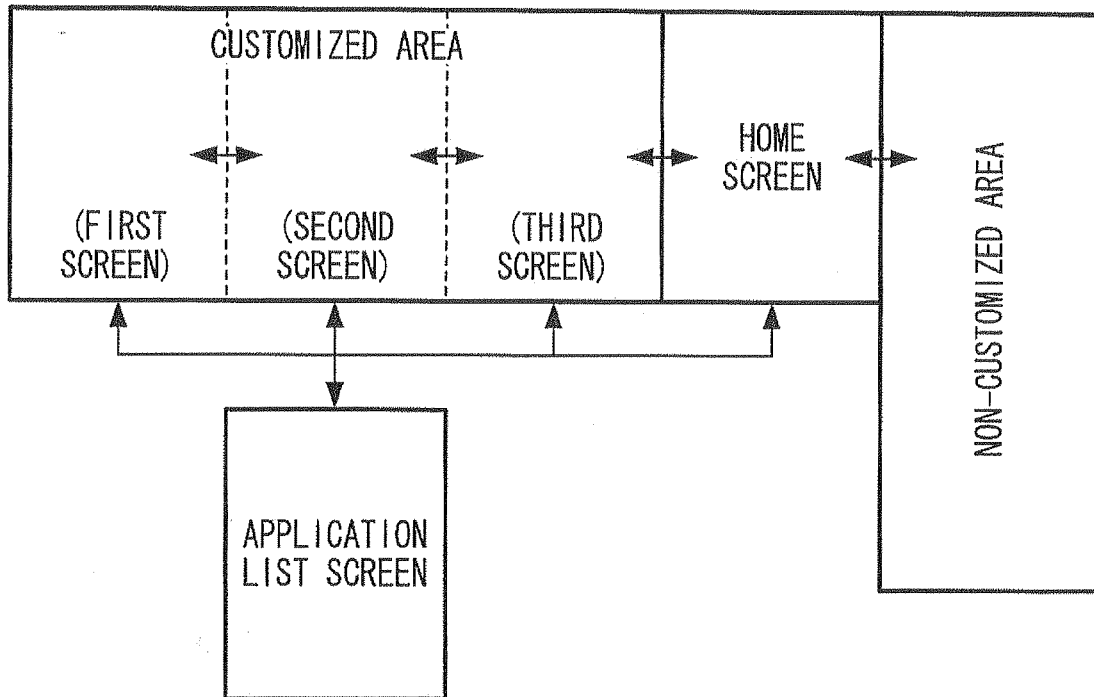 CUSTOMIZED AREA
(FIRST
SCREEN)
(SECOND
SCREEN)
(THIRD
SCREEN)
HOME
SCREEN
NON-CUSTOMIZED AREA
APPLICATION
LIST SCREEN